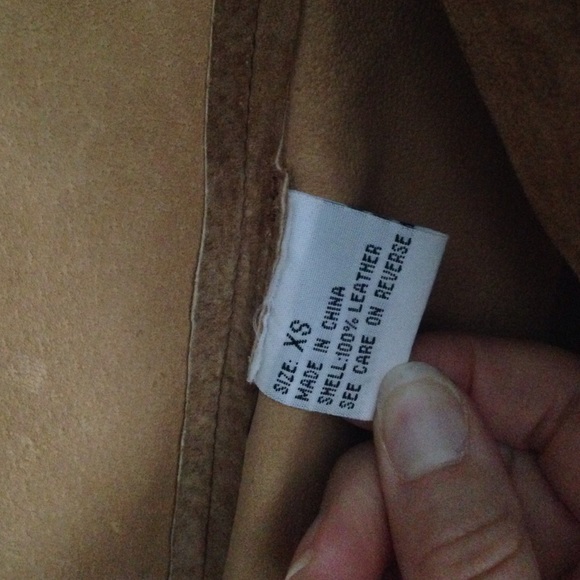 SIZE: XS
MADE IN CHINA
SHELL:100% LEATHER
SEE CARE ON REVERSE